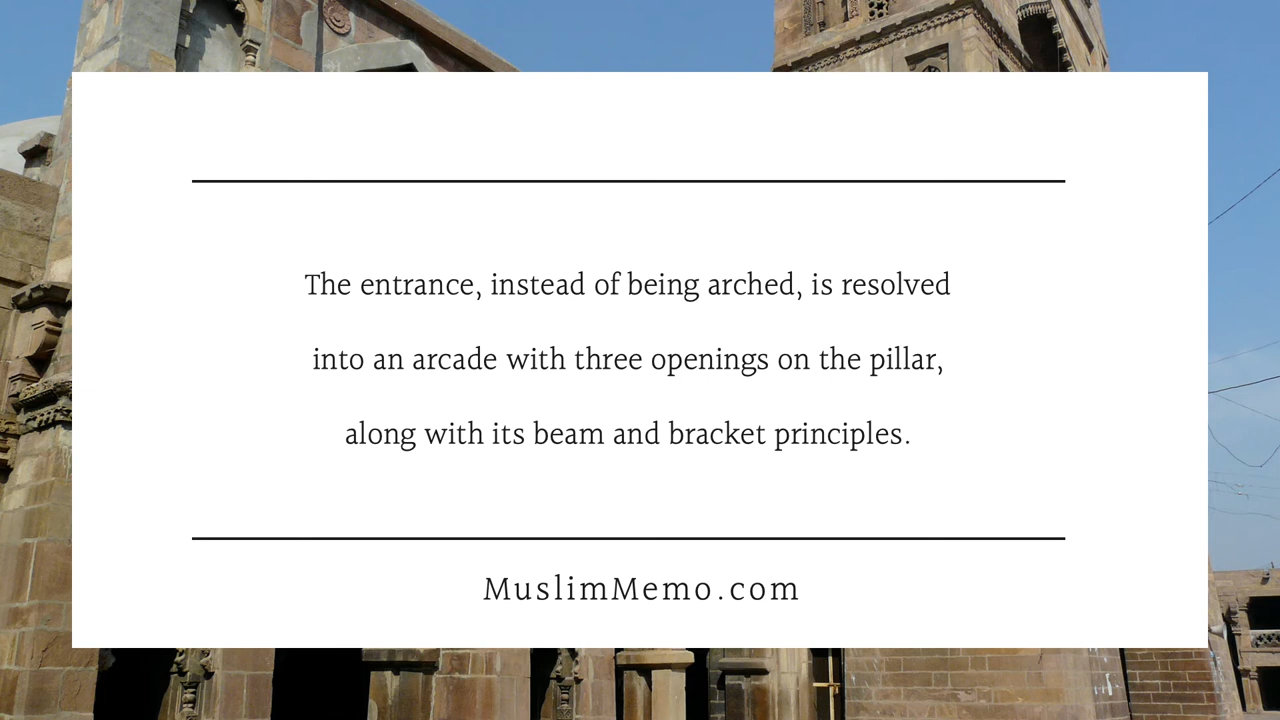 The entrance, instead of being arched, is resolved
into an arcade with three openings on the pillar,
along with its beam and bracket principles.
MuslimMemo.com